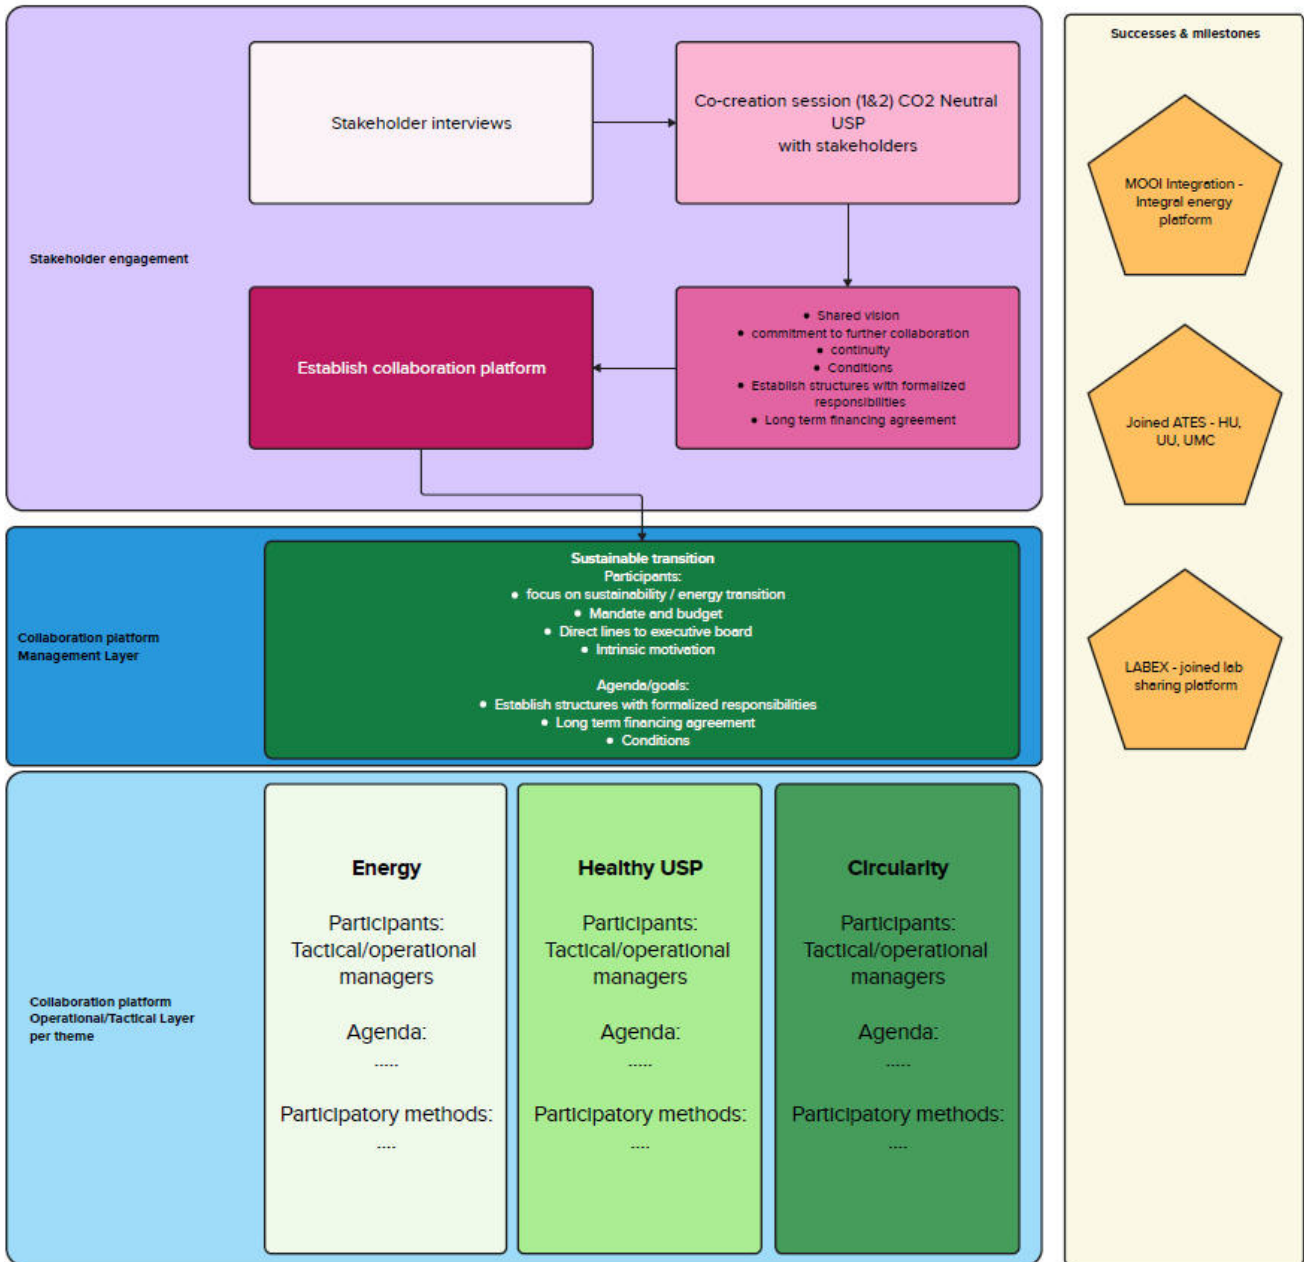 Stakeholder interviews
Co-creation session (1&2) CO2 Neutral
USP
with stakeholders
Stakeholder engagement
Establish collaboration platform
● Shared vision
● commitment to further collaboration
● continuity
● Conditions
● Establish structures with formalized
responsibilities
● Long term financing agreement
Collaboration platform
Management Layer
Sustainable transition
Participants:
● focus on sustainability / energy transition
● Mandate and budget
● Direct lines to executive board
● Intrinsic motivation
Agenda/goals:
● Establish structures with formalized responsibilities
● Long term financing agreement
● Conditions
Collaboration platform
Operational/Tactical Layer
per theme
Energy
Participants:
Tactical/operational
managers
Agenda:
.....
Participatory methods:
....
Healthy USP
Participants:
Tactical/operational
managers
Agenda:
.....
Participatory methods:
....
Circularity
Participants:
Tactical/operational
managers
Agenda:
.....
Participatory methods:
....
Successes & milestones
MOOI Integration -
Integral energy
platform
Joined ATES - HU,
UU, UMC
LABEX - joined lab
sharing platform